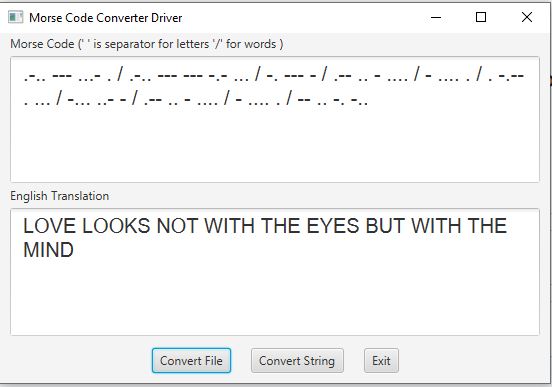 Morse Code Converter Driver
Morse Code (' ' is separator for letters '/' for words )
.-.. --- ...- . / .-.. --- --- -.- ... / -. --- - / .-- .. - .... / - .... . / . -.--
. ... / -... ..- - / .-- .. - .... / - .... . / -- .. -. -..
English Translation
LOVE LOOKS NOT WITH THE EYES BUT WITH THE
MIND
Convert File Convert String Exit